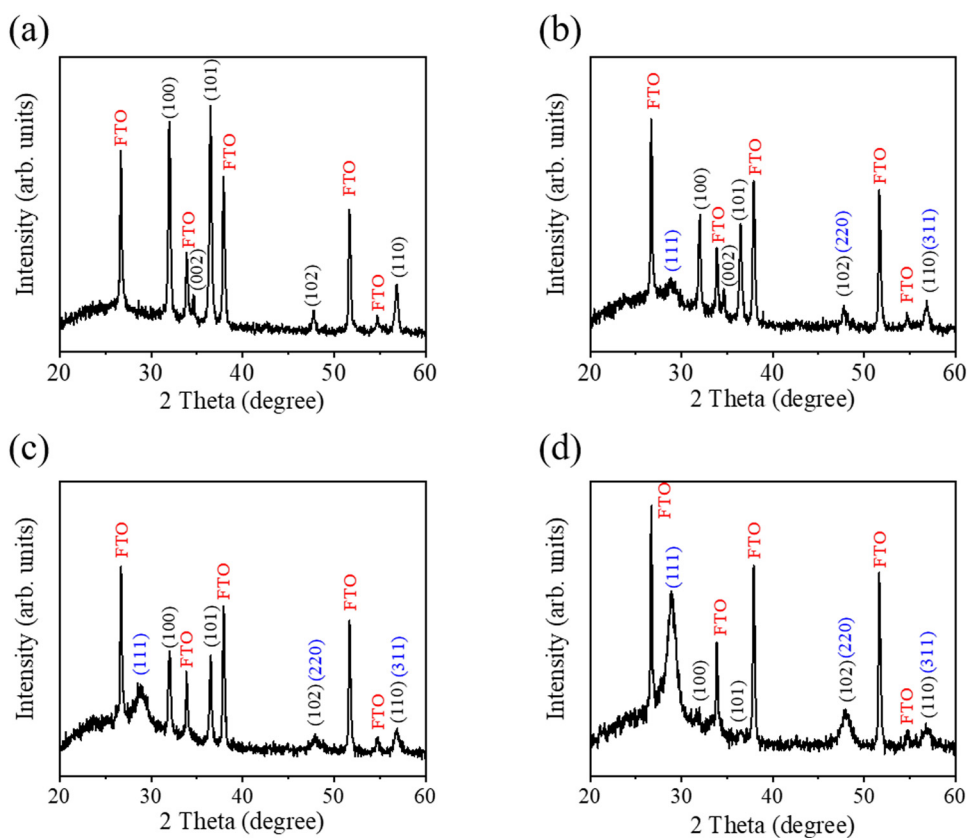 (a)
Intensity (arb. units)
FTO
(100)
FTO
(002)
(101)
FTO
(102)
FTO
FTO
(110)
20 30 40 50 60
2 Theta (degree)
(b)
Intensity (arb. units)
FTO
(111)
(100)
FTO
(002)
(101)
FTO
(102) (220)
FTO
FTO
(110) (311)
20 30 40 50 60
2 Theta (degree)
(c)
Intensity (arb. units)
FTO
(111)
(100)
FTO
(101)
FTO
(102) (220)
FTO
FTO
(110) (311)
20 30 40 50 60
2 Theta (degree)
(d)
Intensity (arb. units)
FTO
(111)
(100)
FTO
(101)
FTO
(102) (220)
FTO
FTO
(110) (311)
20 30 40 50 60
2 Theta (degree)